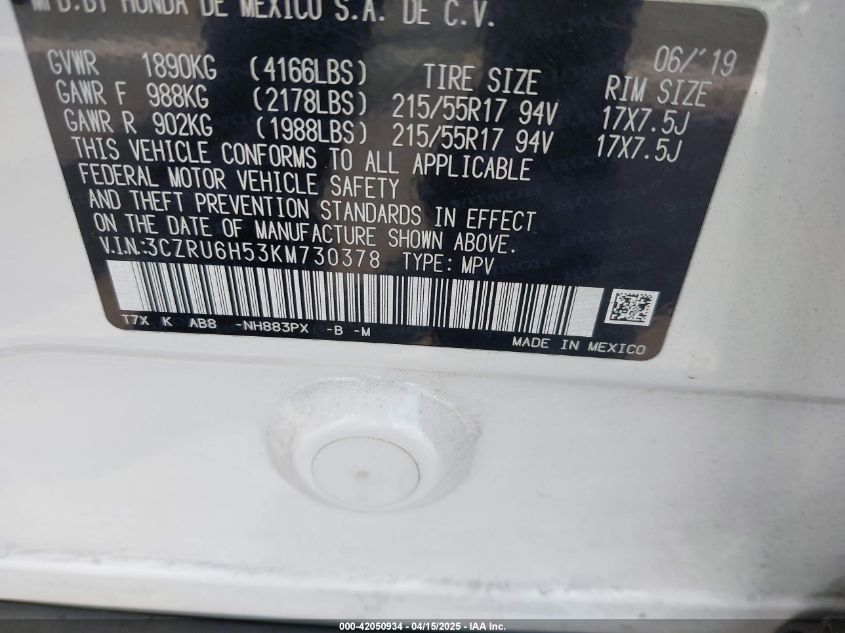 MFD.BY HONDA DE MEXICO S.A. DE C.V.
06/'19
GVWR 1890KG (4166LBS) TIRE SIZE RIM SIZE
GAWR F 988KG (2178LBS) 215/55R17 94V 17X7.5J
GAWR R 902KG (1988LBS) 215/55R17 94V 17X7.5J
THIS VEHICLE CONFORMS TO ALL APPLICABLE
FEDERAL MOTOR VEHICLE SAFETY
AND THEFT PREVENTION STANDARDS IN EFFECT
ON THE DATE OF MANUFACTURE SHOWN ABOVE.
V.I.N:3CZRU6H53KM730378 TYPE: MPV
T7X K AB8 -NH883PX -B -M
MADE IN MEXICO
000-42050934 - 04/15/2025 - IAA Inc.